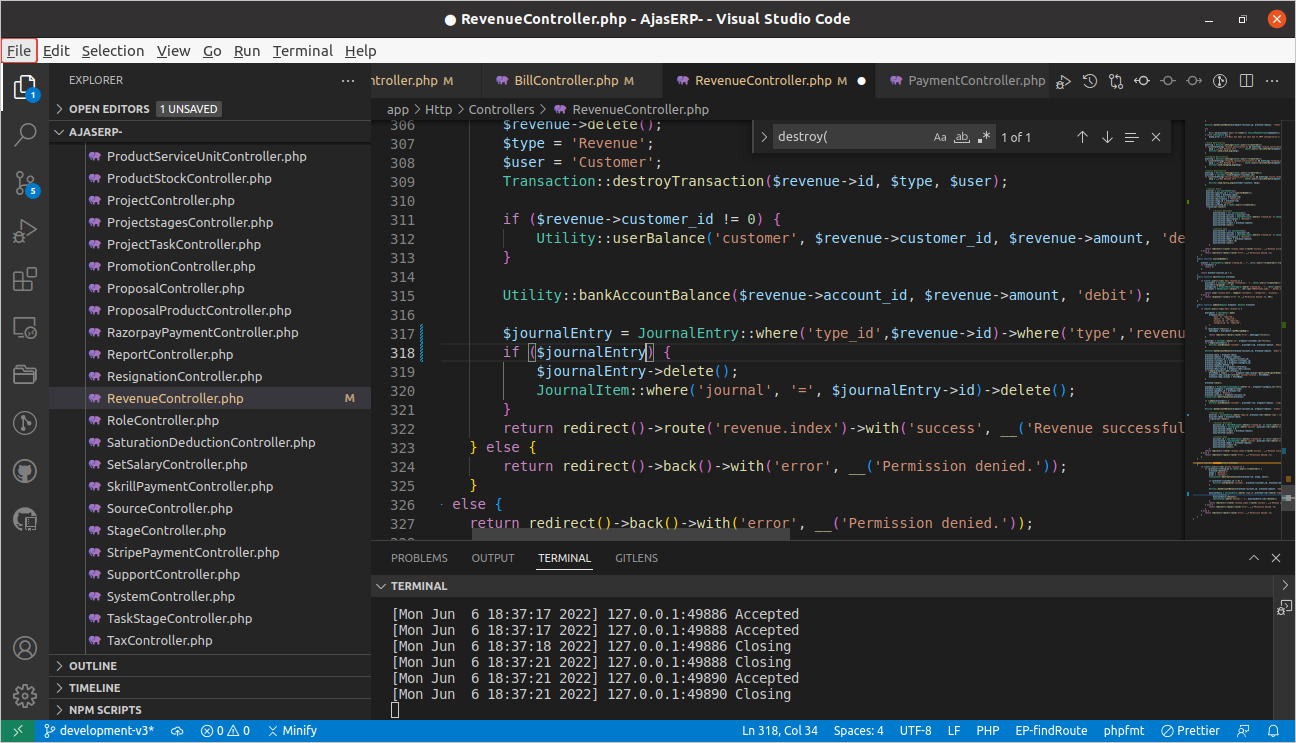 RevenueController.php - AjasERP- - Visual Studio Code
File Edit Selection View Go Run Terminal Help
EXPLORER
ntroller.php M BillController.php M RevenueController.php M PaymentController.php
OPEN EDITORS 1 UNSAVED
app > Http > Controllers > RevenueController.php
AJASERP-
ProductServiceUnitController.php
ProductStockController.php
ProjectController.php
ProjectstagesController.php
ProjectTaskController.php
PromotionController.php
ProposalController.php
ProposalProductController.php
RazorpayPaymentController.php
ReportController.php
ResignationController.php
RevenueController.php M
RoleController.php
SaturationDeductionController.php
SetSalaryController.php
SkrillPaymentController.php
SourceController.php
StageController.php
StripePaymentController.php
SupportController.php
SystemController.php
TaskStageController.php
TaxController.php
OUTLINE
TIMELINE
NPM SCRIPTS
1
5
destroy( Aa ab .* 1 of 1
306 $revenue->delete();
307 $type = 'Revenue';
308 $user = 'Customer';
309 Transaction::destroyTransaction($revenue->id, $type, $user);
310
311 if ($revenue->customer_id != 0) {
312 Utility::userBalance('customer', $revenue->customer_id, $revenue->amount, 'de
313 }
314
315 Utility::bankAccountBalance($revenue->account_id, $revenue->amount, 'debit');
316
317 $journalEntry = JournalEntry::where('type_id',$revenue->id)->where('type','revenu
318 if ($journalEntry) {
319 $journalEntry->delete();
320 JournalItem::where('journal', '=', $journalEntry->id)->delete();
321 }
322 return redirect()->route('revenue.index')->with('success', __('Revenue successful
323 } else {
324 return redirect()->back()->with('error', __('Permission denied.'));
325 }
326 else {
327 return redirect()->back()->with('error', __('Permission denied.'));
PROBLEMS OUTPUT TERMINAL GITLENS
TERMINAL
[Mon Jun  6 18:37:17 2022] 127.0.0.1:49886 Accepted
[Mon Jun  6 18:37:17 2022] 127.0.0.1:49888 Accepted
[Mon Jun  6 18:37:18 2022] 127.0.0.1:49886 Closing
[Mon Jun  6 18:37:21 2022] 127.0.0.1:49888 Closing
[Mon Jun  6 18:37:21 2022] 127.0.0.1:49890 Accepted
[Mon Jun  6 18:37:21 2022] 127.0.0.1:49890 Closing
development-v3* 0 0 Minify Ln 318, Col 34 Spaces: 4 UTF-8 LF PHP EP-findRoute phpfmt Prettier